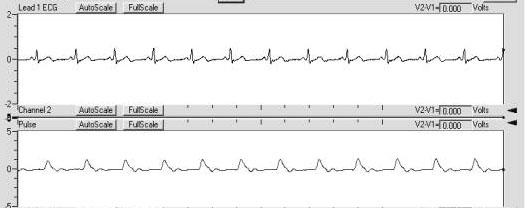 Lead 1 ECG AutoScale FullScale V2-V1= 0.000 Volts
2
0
-2
Channel 2 AutoScale FullScale V2-V1= 0.000 Volts
Pulse AutoScale FullScale V2-V1= 0.000 Volts
5
0
-5